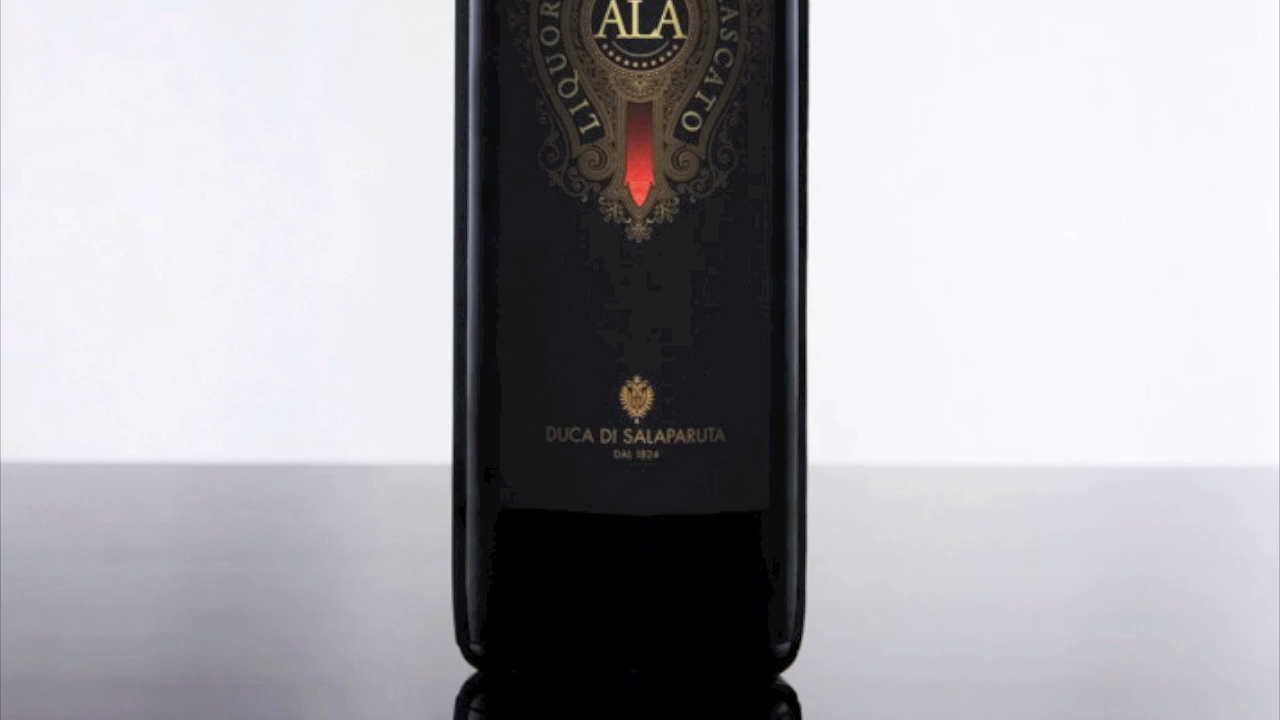 ALA
LIQUOR
ASCATO
DUCA DI SALAPARUTA
DAL 1824